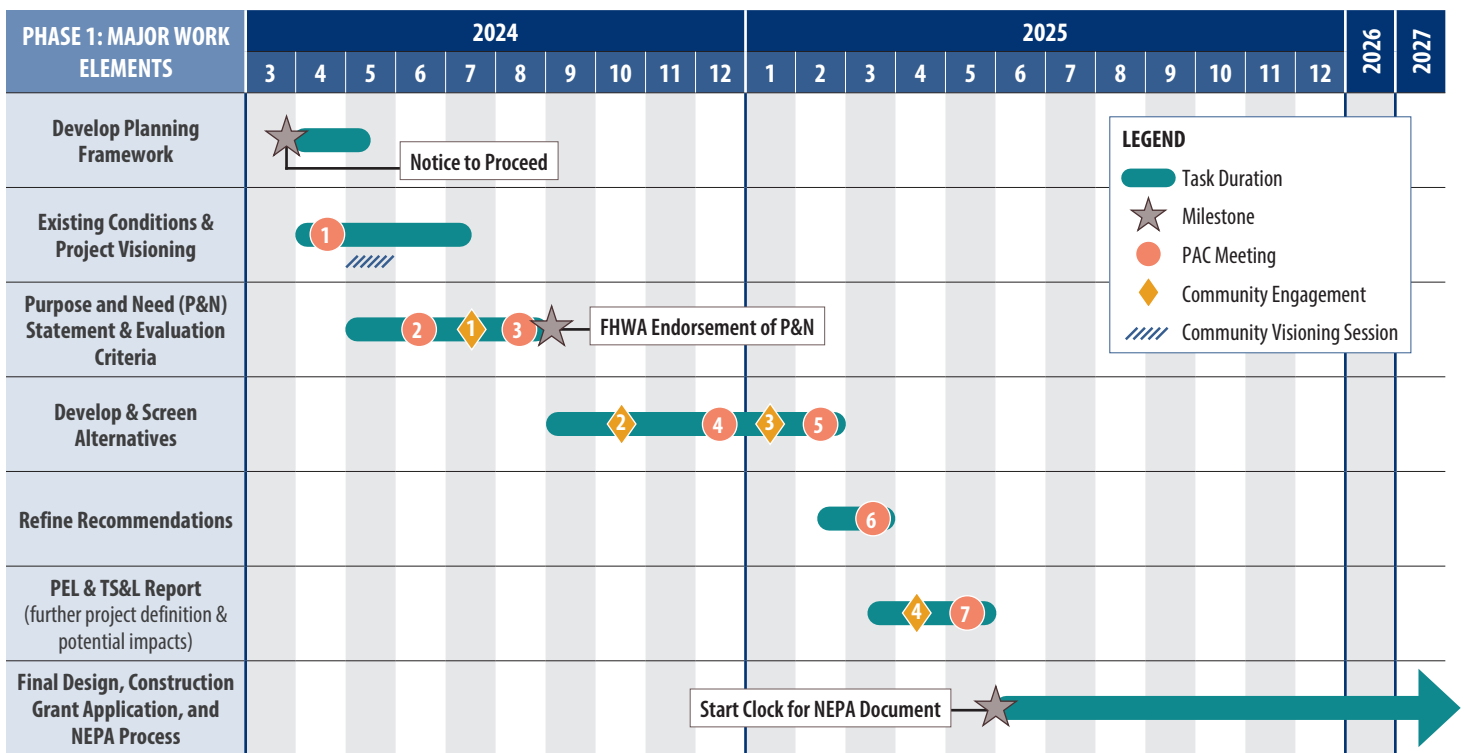 PHASE 1: MAJOR WORK
ELEMENTS
2024
2025
2026
2027
3 4 5 6 7 8 9 10 11 12 1 2 3 4 5 6 7 8 9 10 11 12
Develop Planning
Framework
Notice to Proceed
LEGEND
Task Duration
Milestone
PAC Meeting
Community Engagement
Community Visioning Session
Existing Conditions &
Project Visioning
1
Purpose and Need (P&N)
Statement & Evaluation
Criteria
2 1 3
FHWA Endorsement of P&N
Develop & Screen
Alternatives
2 4 3 5
Refine Recommendations
6
PEL & TS&L Report
(further project definition &
potential impacts)
4 7
Final Design, Construction
Grant Application, and
NEPA Process
Start Clock for NEPA Document